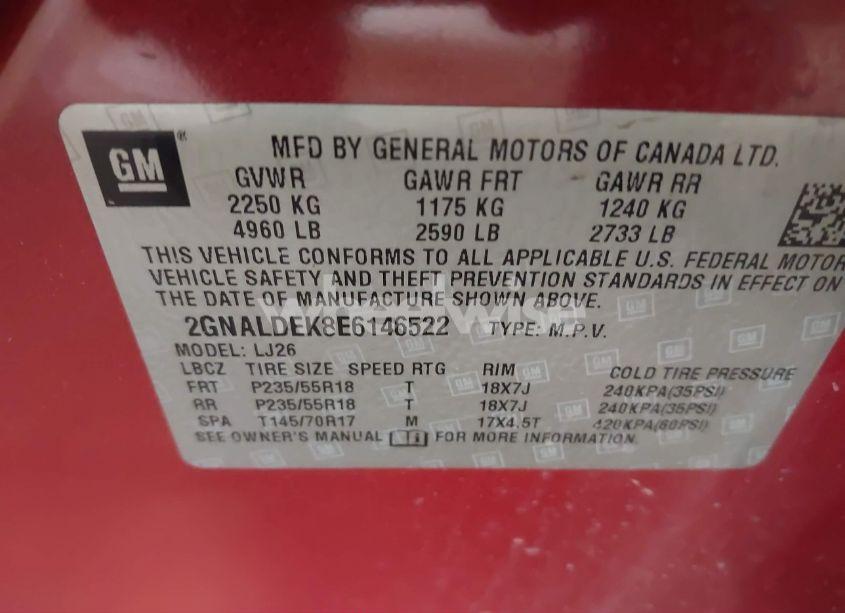 GM ®
MFD BY GENERAL MOTORS OF CANADA LTD.
GVWR GAWR FRT GAWR RR
2250 KG 1175 KG 1240 KG
4960 LB 2590 LB 2733 LB
THIS VEHICLE CONFORMS TO ALL APPLICABLE U.S. FEDERAL MOTOR
VEHICLE SAFETY AND THEFT PREVENTION STANDARDS IN EFFECT ON
THE DATE OF MANUFACTURE SHOWN ABOVE.
wheelwise
2GNALDEK8E6146522 TYPE: M.P.V.
MODEL: LJ26
LBCZ TIRE SIZE SPEED RTG RIM COLD TIRE PRESSURE
FRT P235/55R18 T 18X7J 240KPA(35PSI)
RR P235/55R18 T 18X7J 240KPA(35PSI)
SPA T145/70R17 M 17X4.5T 420KPA(60PSI)
SEE OWNER'S MANUAL FOR MORE INFORMATION.